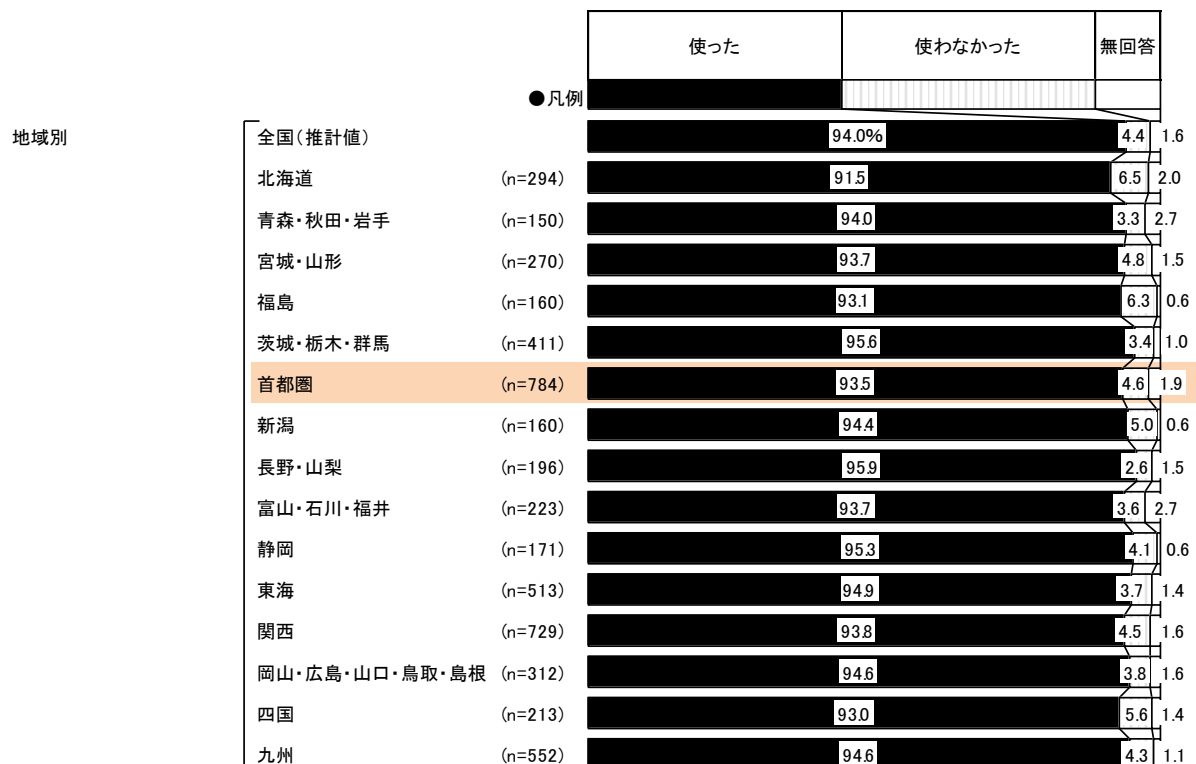 使った 使わなかった 無回答
●凡例
地域別 全国(推計値) 94.0% 4.4 1.6
北海道 (n=294) 91.5 6.5 2.0
青森・秋田・岩手 (n=150) 94.0 3.3 2.7
宮城・山形 (n=270) 93.7 4.8 1.5
福島 (n=160) 93.1 6.3 0.6
茨城・栃木・群馬 (n=411) 95.6 3.4 1.0
首都圏 (n=784) 93.5 4.6 1.9
新潟 (n=160) 94.4 5.0 0.6
長野・山梨 (n=196) 95.9 2.6 1.5
富山・石川・福井 (n=223) 93.7 3.6 2.7
静岡 (n=171) 95.3 4.1 0.6
東海 (n=513) 94.9 3.7 1.4
関西 (n=729) 93.8 4.5 1.6
岡山・広島・山口・鳥取・島根 (n=312) 94.6 3.8 1.6
四国 (n=213) 93.0 5.6 1.4
九州 (n=552) 94.6 4.3 1.1